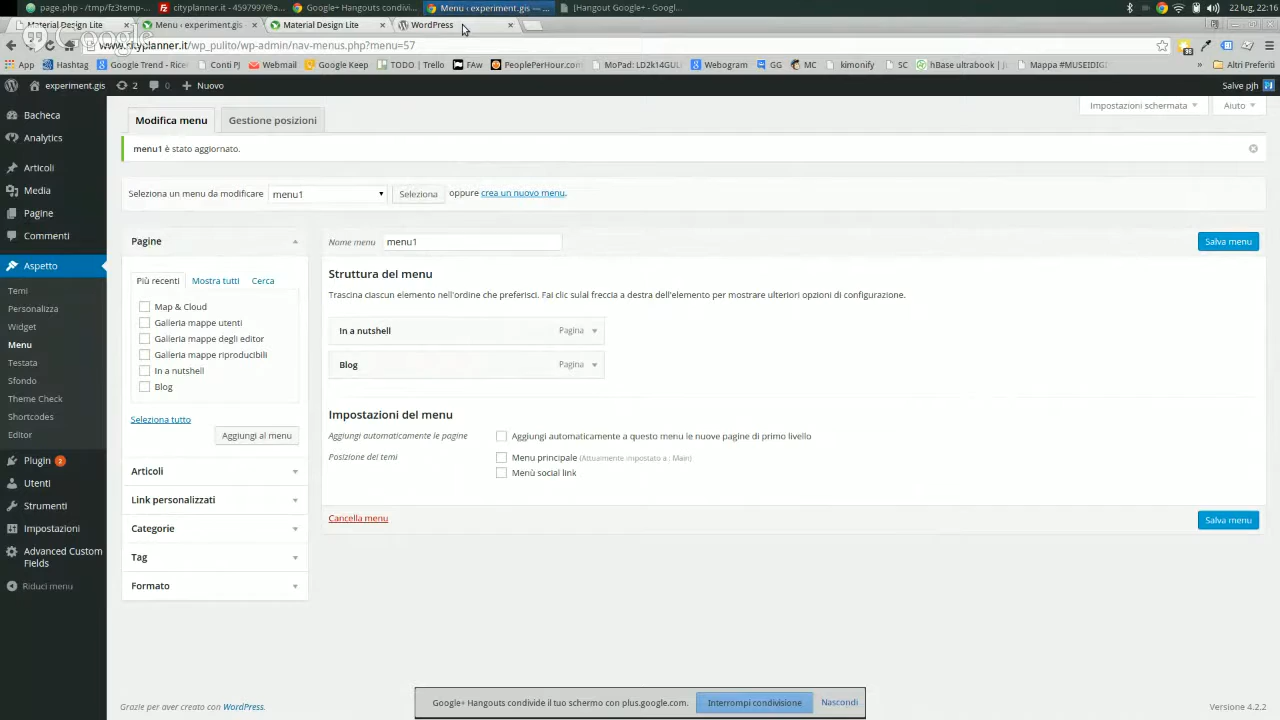 page.php - /tmp/fz3temp-...
cityplanner.it - 4597997@a...
Google+ Hangouts condivid...
Menu ‹ experiment.gis — ...
[Hangout Google+ - Googl...
22 lug, 22:16
Material Design Lite
Menu ‹ experiment.gis
Material Design Lite
WordPress
Google
www.cityplanner.it/wp_pulito/wp-admin/nav-menus.php?menu=57
App
Hashtag
Google Trend - Rice
Conti PJ
Webmail
Google Keep
TODO | Trello
FAw
PeoplePerHour.com
MoPad: LD2k14GUL
Webogram
GG
MC
kimonify
SC
hBase ultrabook | Ju
Mappa #MUSEIDIGI
» Altri Preferiti
experiment.gis
2
0
Nuovo
Salve pjh
Bacheca
Analytics
Articoli
Media
Pagine
Commenti
Aspetto
Temi
Personalizza
Widget
Menu
Testata
Sfondo
Theme Check
Shortcodes
Editor
Plugin 2
Utenti
Strumenti
Impostazioni
Advanced Custom
Fields
Riduci menu
Modifica menu
Gestione posizioni
Impostazioni schermata
Aiuto
menu1 è stato aggiornato.
Seleziona un menu da modificare menu1 Seleziona oppure crea un nuovo menu.
Pagine
Più recenti Mostra tutti Cerca
Map & Cloud
Galleria mappe utenti
Galleria mappe degli editor
Galleria mappe riproducibili
In a nutshell
Blog
Seleziona tutto
Aggiungi al menu
Articoli
Link personalizzati
Categorie
Tag
Formato
Nome menu menu1
Salva menu
Struttura del menu
Trascina ciascun elemento nell'ordine che preferisci. Fai clic sulal freccia a destra dell'elemento per mostrare ulteriori opzioni di configurazione.
In a nutshell Pagina
Blog Pagina
Impostazioni del menu
Aggiungi automaticamente le pagine
Aggiungi automaticamente a questo menu le nuove pagine di primo livello
Posizione dei temi
Menu principale (Attualmente impostato a : Main)
Menù social link
Cancella menu
Salva menu
Google+ Hangouts condivide il tuo schermo con plus.google.com.
Interrompi condivisione
Nascondi
Grazie per aver creato con WordPress.
Versione 4.2.2